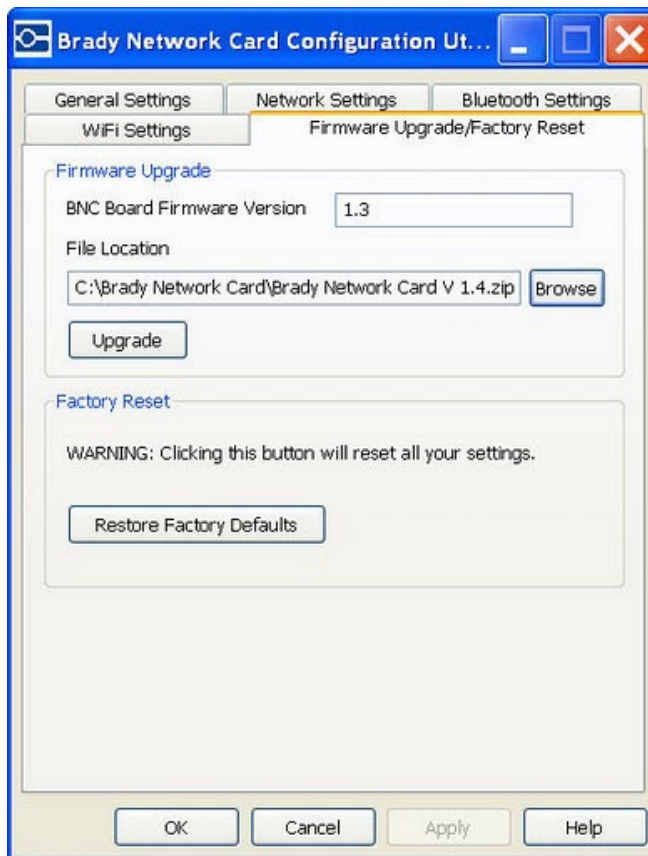 Brady Network Card Configuration Ut...
General Settings
Network Settings
Bluetooth Settings
WiFi Settings
Firmware Upgrade/Factory Reset
Firmware Upgrade
BNC Board Firmware Version 1.3
File Location
C:\Brady Network Card\Brady Network Card V 1.4.zip Browse
Upgrade
Factory Reset
WARNING: Clicking this button will reset all your settings.
Restore Factory Defaults
OK Cancel Apply Help